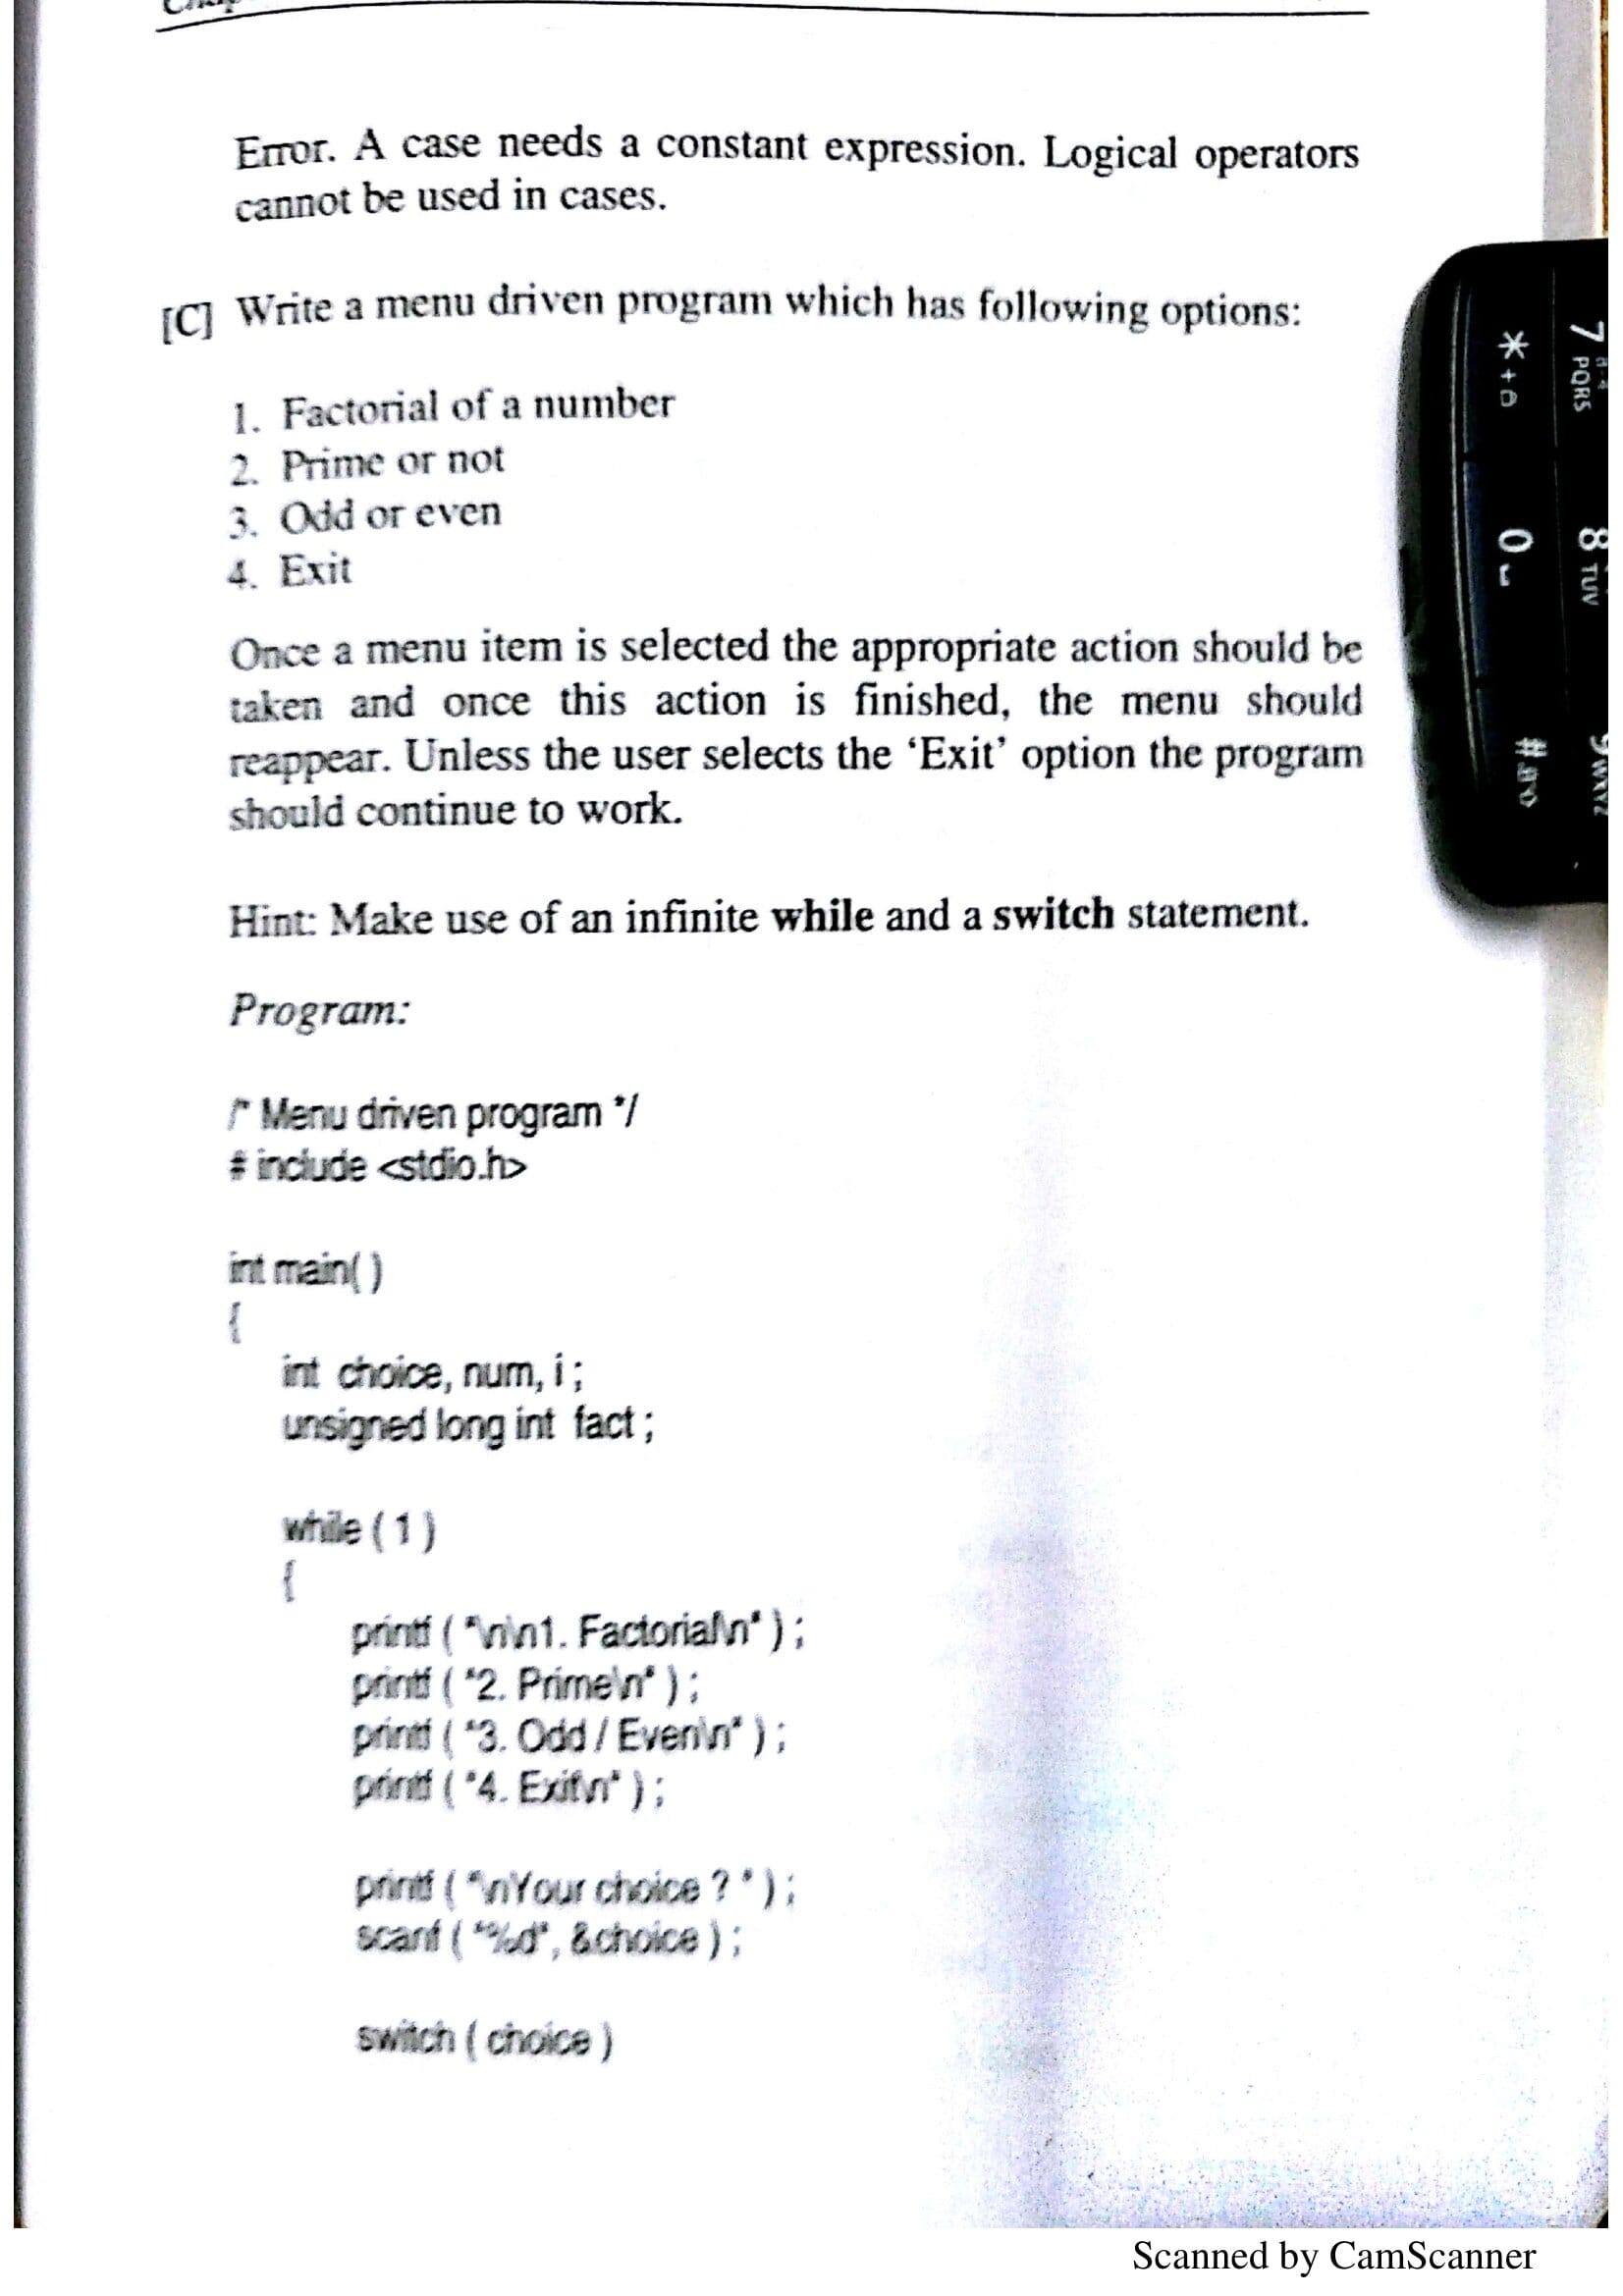 Error. A case needs a constant expression. Logical operators
cannot be used in cases.
[C] Write a menu driven program which has following options:
1. Factorial of a number
2. Prime or not
3. Odd or even
4. Exit
Once a menu item is selected the appropriate action should be
taken and once this action is finished, the menu should
reappear. Unless the user selects the ‘Exit’ option the program
should continue to work.
Hint: Make use of an infinite while and a switch statement.
Program:
/* Menu driven program */
# include <stdio.h>
int main( )
{
int choice, num, i ;
unsigned long int fact ;
while ( 1 )
{
printf ( "\n\n1. Factorial\n" ) ;
printf ( "2. Prime\n" ) ;
printf ( "3. Odd / Even\n" ) ;
printf ( "4. Exit\n" ) ;
printf ( "\nYour choice ? " ) ;
scanf ( "%d", &choice ) ;
switch ( choice )
7 PQRS
8 TUV
9 WXYZ
* +
0
#
Scanned by CamScanner